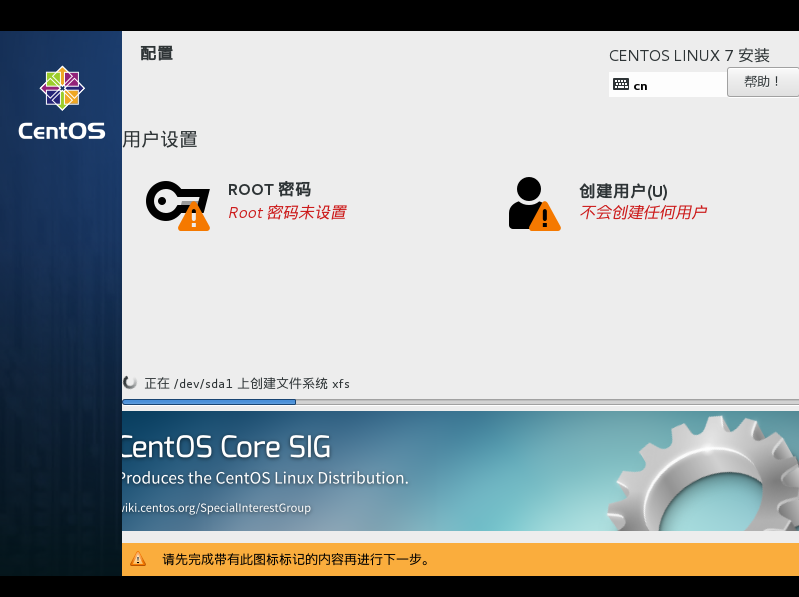 配置
CENTOS LINUX 7 安装
cn
帮助！
CentOS
用户设置
ROOT 密码
Root 密码未设置
创建用户(U)
不会创建任何用户
正在 /dev/sda1 上创建文件系统 xfs
CentOS Core SIG
Produces the CentOS Linux Distribution.
wiki.centos.org/SpecialInterestGroup
请先完成带有此图标标记的内容再进行下一步。